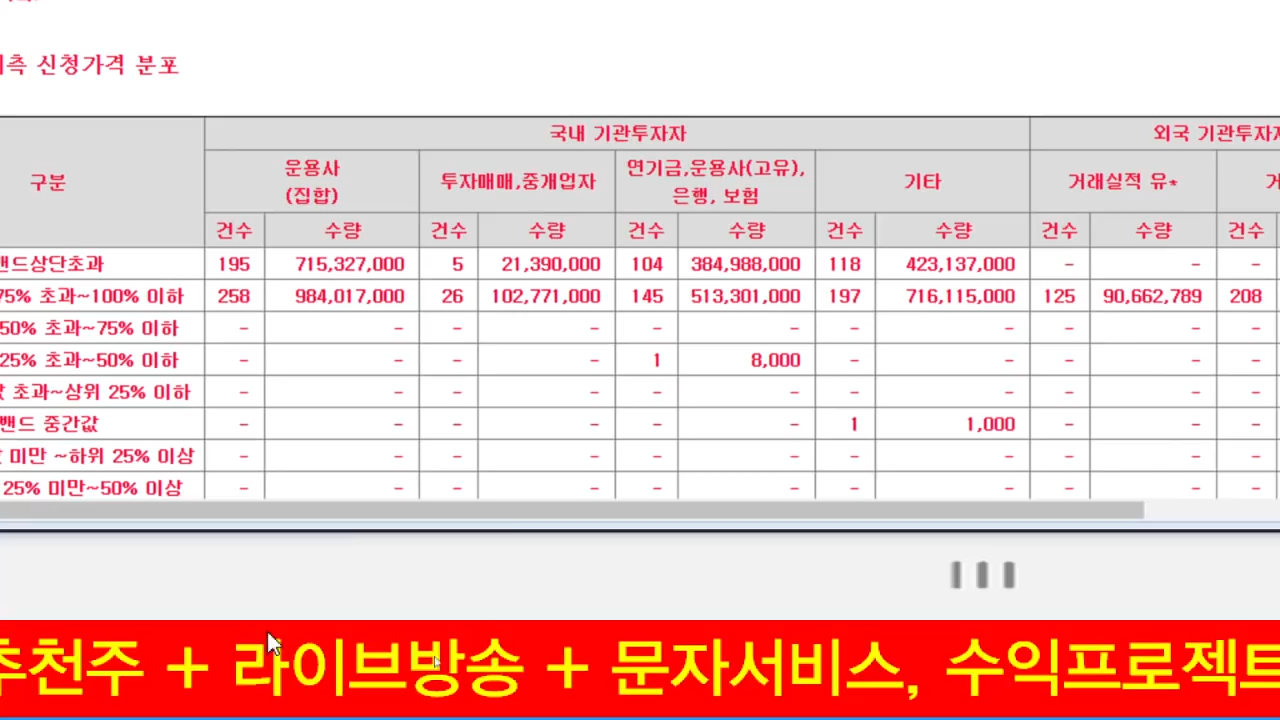 신청가격 분포
구분 국내 기관투자자 외국 기관투자자
운용사 (집합) 투자매매,중개업자 연기금,운용사(고유), 은행, 보험 기타 거래실적 유*
건수 수량 건수 수량 건수 수량 건수 수량 건수 수량 건수
밴드상단초과 195 715,327,000 5 21,390,000 104 384,988,000 118 423,137,000 - - -
75% 초과~100% 이하 258 984,017,000 26 102,771,000 145 513,301,000 197 716,115,000 125 90,662,789 208
50% 초과~75% 이하 - - - - - - - - - - -
25% 초과~50% 이하 - - - - 1 8,000 - - - - -
초과~상위 25% 이하 - - - - - - - - - - -
밴드 중간값 - - - - - - 1 1,000 - - -
미만 ~하위 25% 이상 - - - - - - - - - - -
25% 미만~50% 이상 - - - - - - - - - - -
추천주 + 라이브방송 + 문자서비스, 수익프로젝트